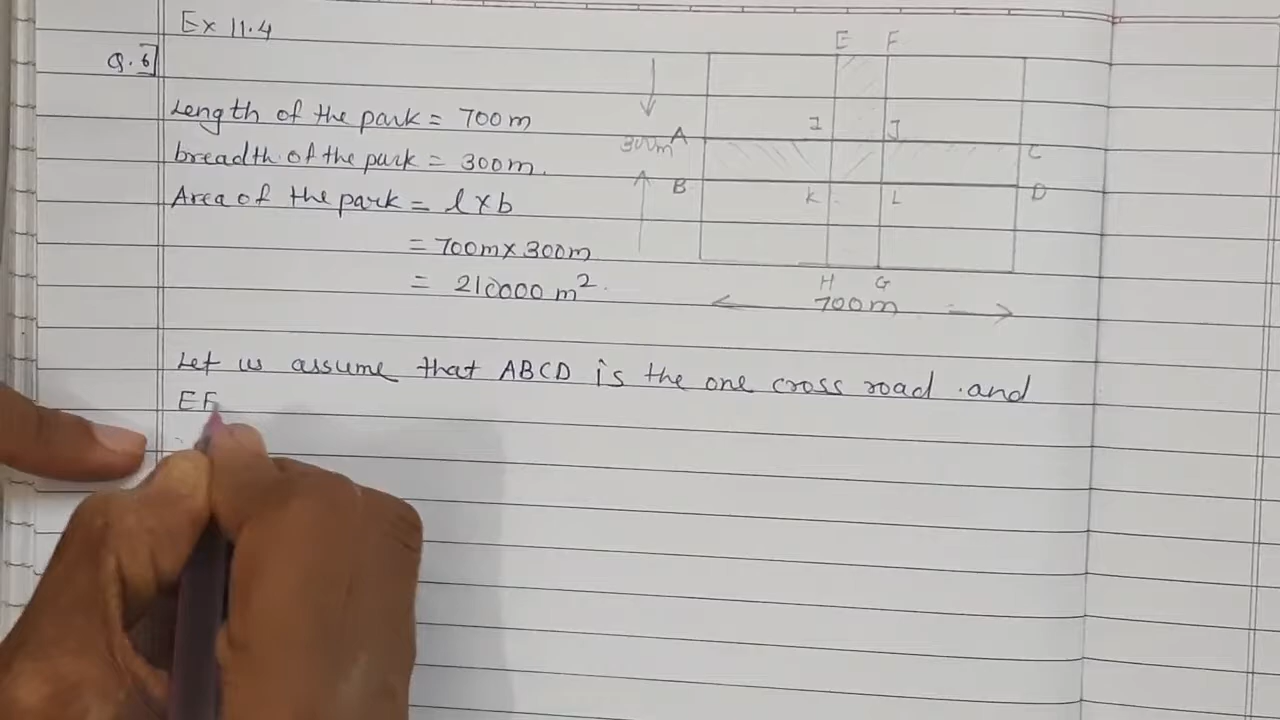 Ex 11.4
Q. 6
Length of the park = 700m
breadth of the park = 300m.
Area of the park = l x b
= 700m x 300m
= 210000 m².
Let us assume that ABCD is the one cross road . and
EF
E F
300m
A I J C
B K L D
H G
700m